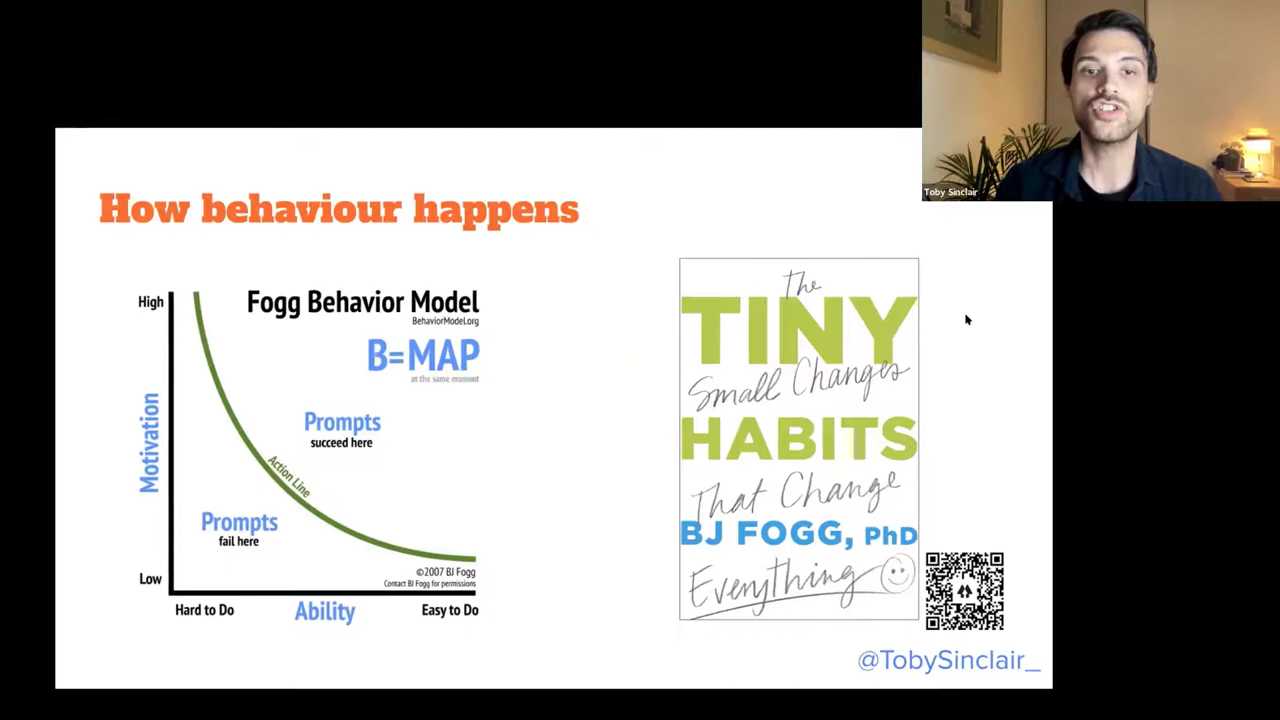 Toby Sinclair
How behaviour happens
High
Fogg Behavior Model
BehaviorModel.org
B=MAP
at the same moment
Motivation
Prompts
succeed here
Action Line
Prompts
fail here
Low
©2007 BJ Fogg
Contact BJ Fogg for permissions
Hard to Do
Ability
Easy to Do
The
TINY
Small Changes
HABITS
That Change
BJ FOGG, PhD
Everything
@TobySinclair_